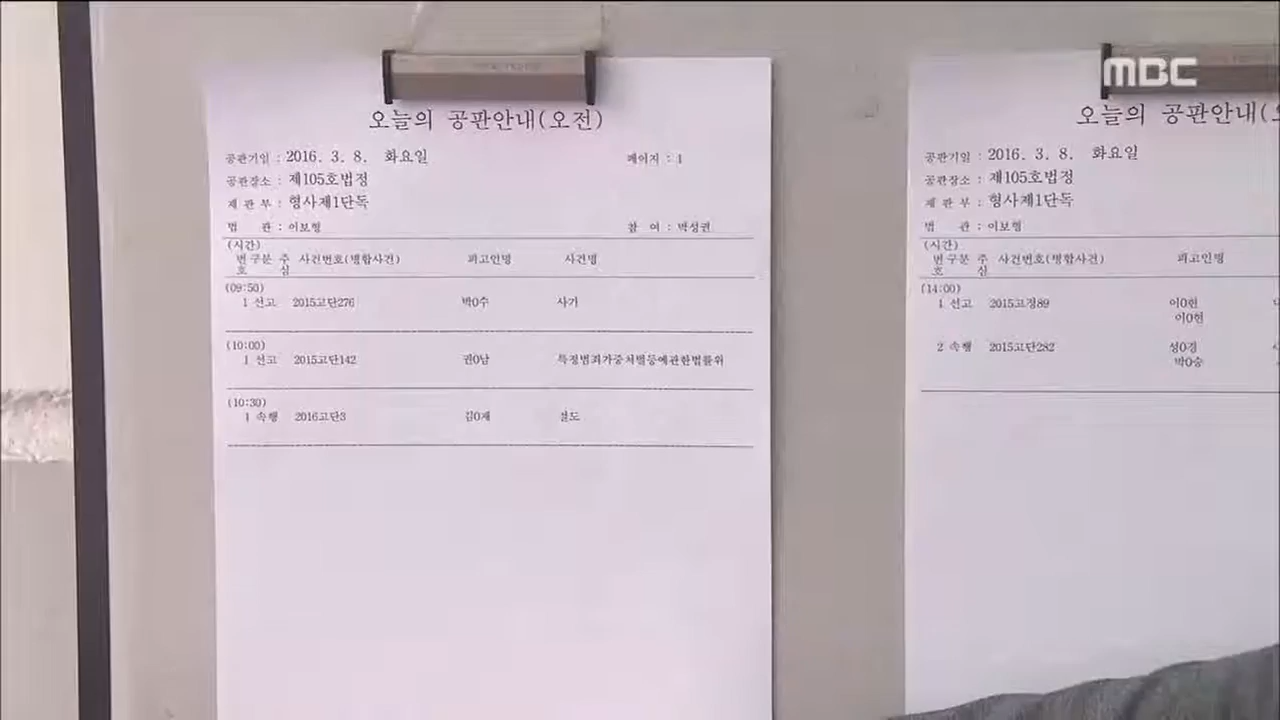 MBC
오늘의 공판안내(오전)
공판기일 : 2016. 3. 8. 화요일 페이지 : 1
공판장소 : 제105호법정
재 판 부 : 형사제1단독
법 관 : 이보형 참 여 : 박성권
(시간)
번호 구분 주심 사건번호(병합사건) 피고인명 사건명
(09:50)
1 선고 2015고단276 박0수 사기
(10:00)
1 선고 2015고단142 권0남 특정범죄가중처벌등에관한법률위
(10:30)
1 속행 2016고단3 김0재 절도
오늘의 공판안내(
공판기일 : 2016. 3. 8. 화요일
공판장소 : 제105호법정
재 판 부 : 형사제1단독
법 관 : 이보형
(시간)
번호 구분 주심 사건번호(병합사건) 피고인명
(14:00)
1 선고 2015고정89 이0현
이0현
2 속행 2015고단282 성0경
박0승